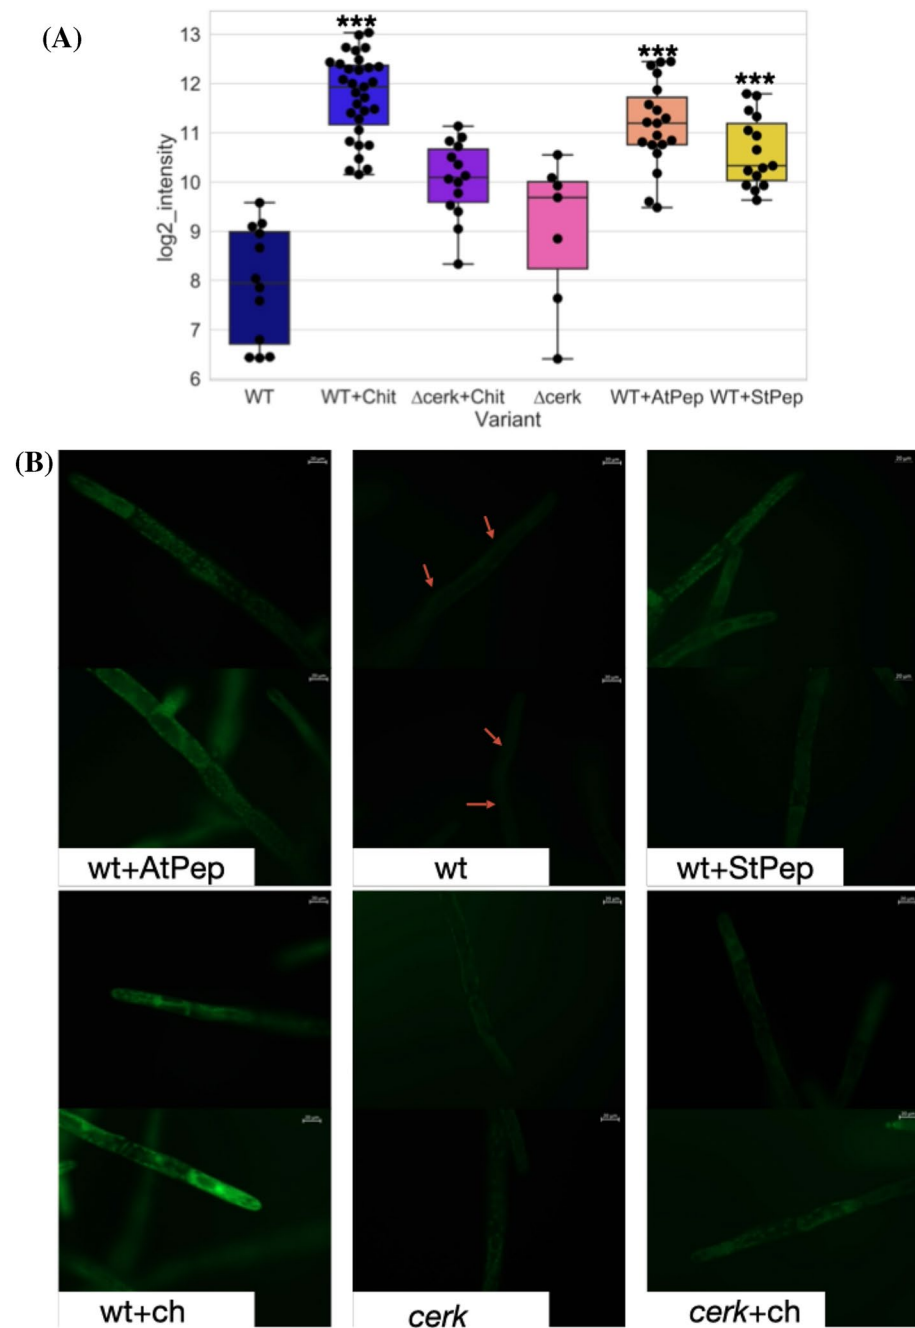 (A)
***
***
***
13
12
11
10
9
8
7
6
log2_intensity
WT
WT+Chit
Δcerk+Chit
Δcerk
WT+AtPep
WT+StPep
Variant
(B)
wt+AtPep
wt
wt+StPep
wt+ch
cerk
cerk+ch